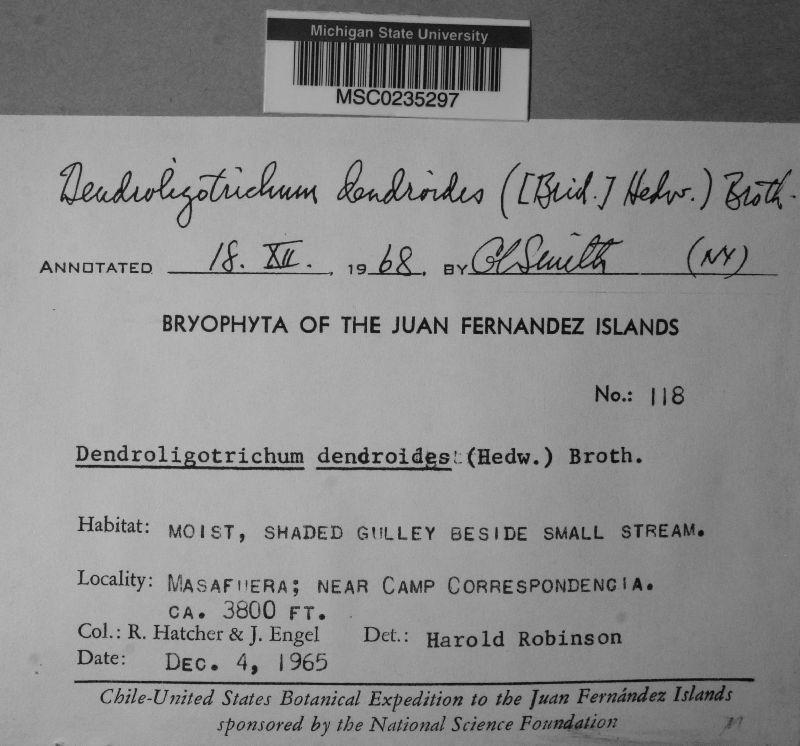 Michigan State University
MSC0235297
Dendroligotrichum dendroides ([Brid.] Hedw.) Broth.
ANNOTATED 18. XII. , 1968, BY GLSmith (NY)
BRYOPHYTA OF THE JUAN FERNANDEZ ISLANDS
No.: 118
Dendroligotrichum dendroides (Hedw.) Broth.
Habitat: MOIST, SHADED GULLEY BESIDE SMALL STREAM.
Locality: MASAFUERA; NEAR CAMP CORRESPONDENCIA.
CA. 3800 FT.
Col.: R. Hatcher & J. Engel Det.: Harold Robinson
Date: DEC. 4, 1965
Chile-United States Botanical Expedition to the Juan Fernández Islands
sponsored by the National Science Foundation